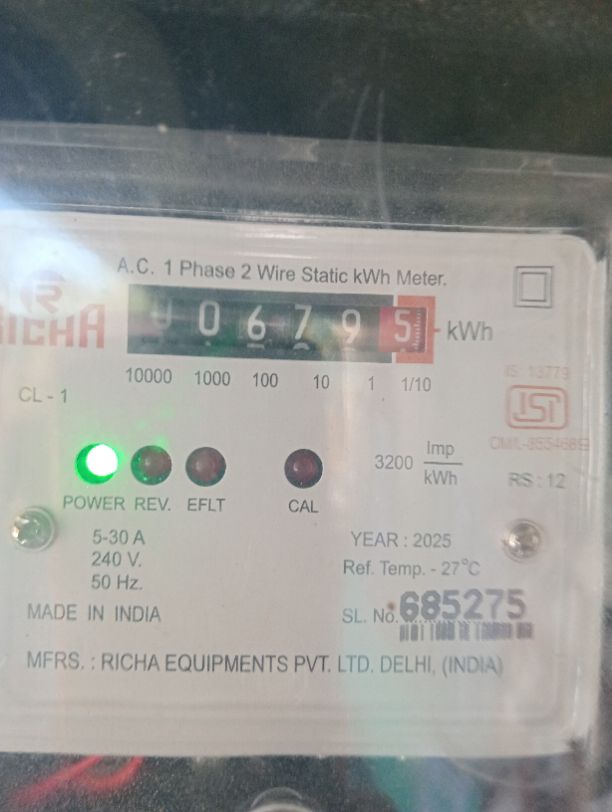 A.C. 1 Phase 2 Wire Static kWh Meter.
RICHA
0 6 7 9 5 kWh
10000 1000 100 10 1 1/10
CL - 1
IS: 13779
ISI
3200 Imp/kWh
RS : 12
POWER REV. EFLT CAL
5-30 A
240 V.
50 Hz.
YEAR : 2025
Ref. Temp. - 27°C
MADE IN INDIA
SL. No. 685275
MFRS. : RICHA EQUIPMENTS PVT. LTD. DELHI, (INDIA)